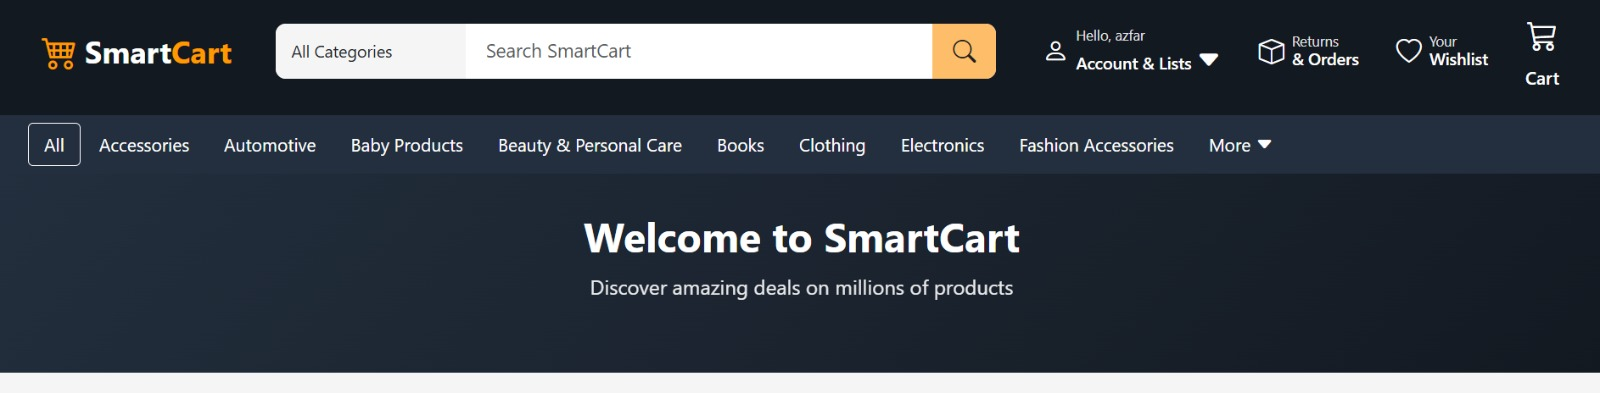 SmartCart
All Categories
Search SmartCart
Hello, azfar
Account & Lists
Returns
& Orders
Your
Wishlist
Cart
All
Accessories
Automotive
Baby Products
Beauty & Personal Care
Books
Clothing
Electronics
Fashion Accessories
More
Welcome to SmartCart
Discover amazing deals on millions of products